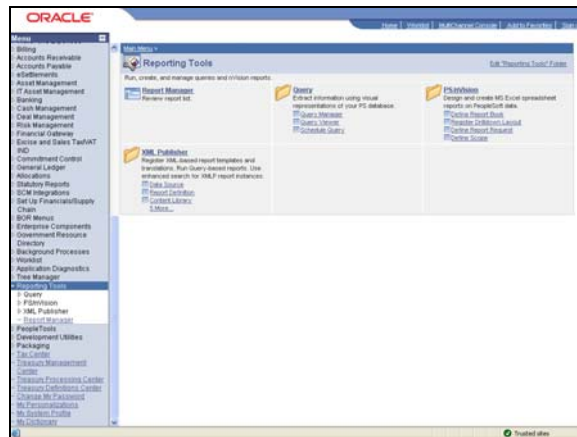 ORACLE
Home | Worklist | MultiChannel Console | Add to Favorites | Sign
Menu
Billing
Accounts Receivable
Accounts Payable
eSettlements
Asset Management
IT Asset Management
Banking
Cash Management
Deal Management
Risk Management
Financial Gateway
Excise and Sales Tax/VAT
IND
Commitment Control
General Ledger
Allocations
Statutory Reports
SCM Integrations
Set Up Financials/Supply
Chain
BOR Menus
Enterprise Components
Government Resource
Directory
Background Processes
Worklist
Application Diagnostics
Tree Manager
Reporting Tools
Query
PS/nVision
XML Publisher
Report Manager
PeopleTools
Development Utilities
Packaging
Tax Center
Treasury Management
Center
Treasury Processing Center
Treasury Definitions Center
Change My Password
My Personalizations
My System Profile
My Dictionary
Main Menu >
Reporting Tools
Edit "Reporting Tools" Folder
Run, create, and manage queries and nVision reports.
Report Manager
Review report list.
Query
Extract information using visual
representations of your PS database.
Query Manager
Query Viewer
Schedule Query
PS/nVision
Design and create MS Excel spreadsheet
reports on PeopleSoft data.
Define Report Book
Register Drilldown Layout
Define Report Request
Define Scope
XML Publisher
Register XML-based report templates and
translations. Run Query-based reports. Use
enhanced search for XMLP report instances.
Data Source
Report Definition
Content Library
5 More...
Trusted sites